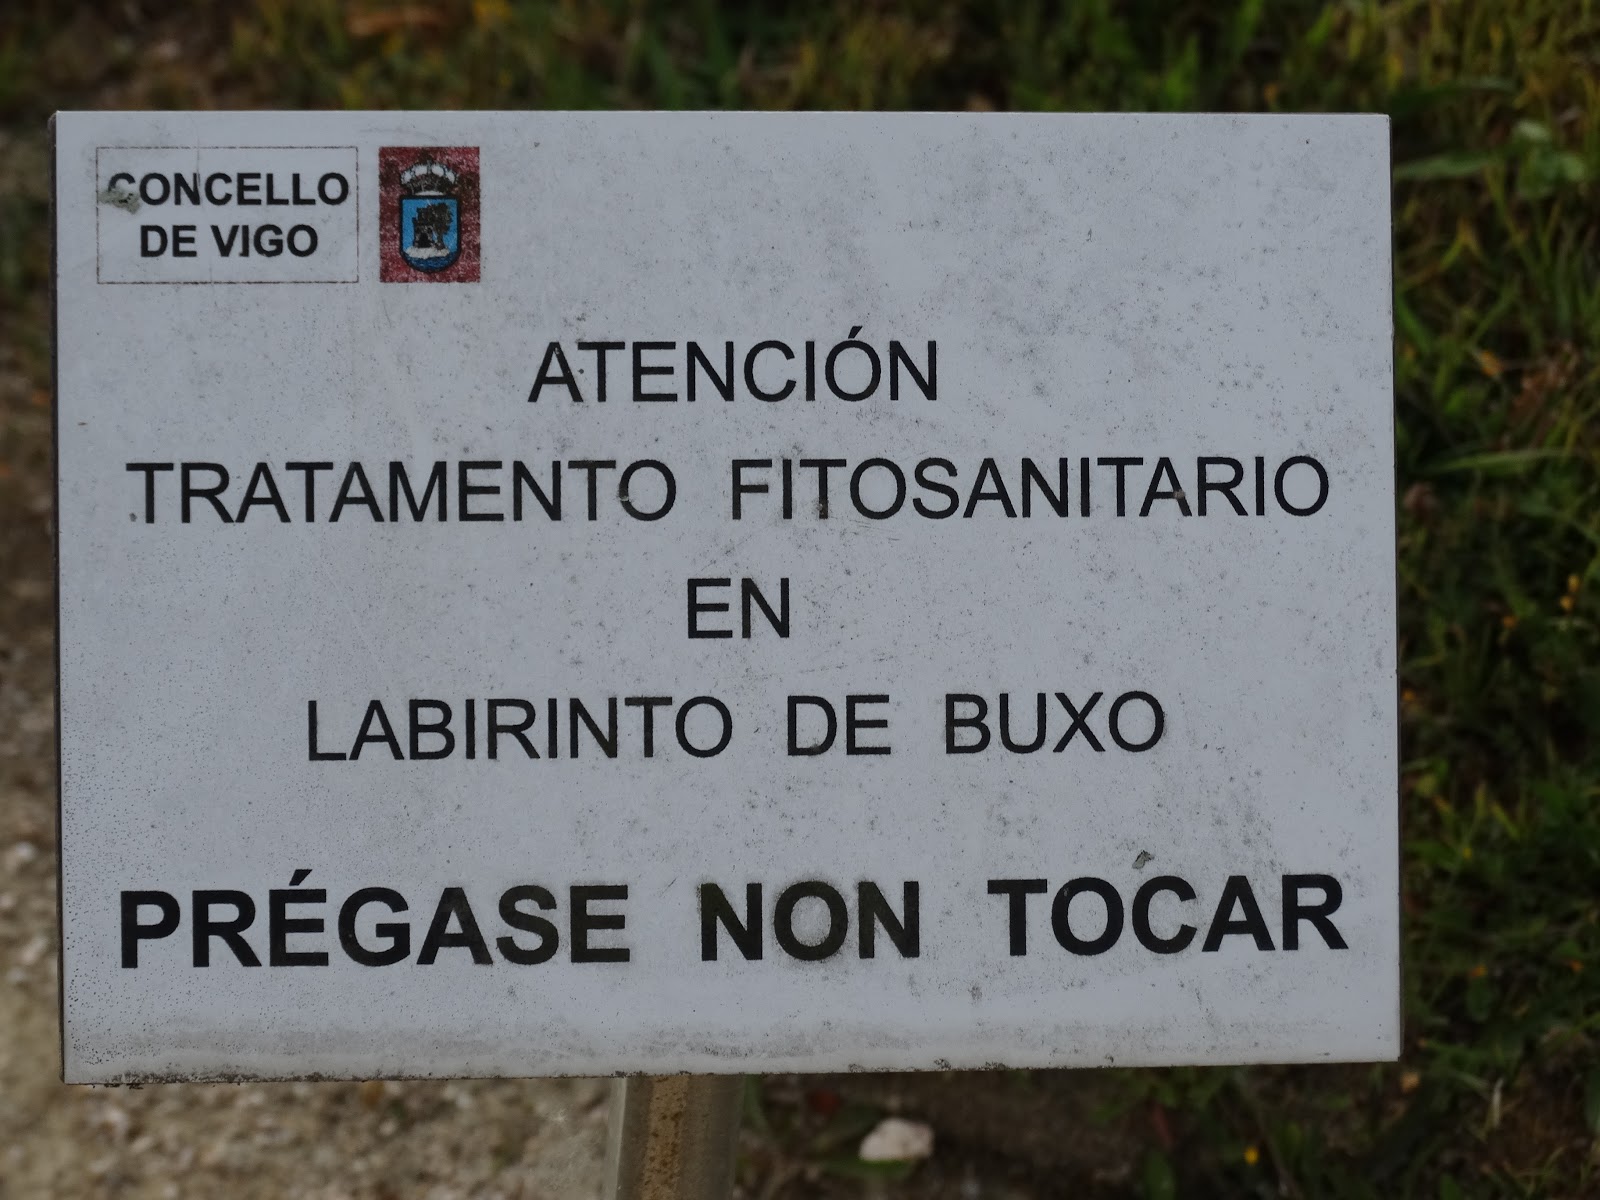 CONCELLO
DE VIGO
ATENCIÓN
TRATAMENTO FITOSANITARIO
EN
LABIRINTO DE BUXO
PRÉGASE NON TOCAR